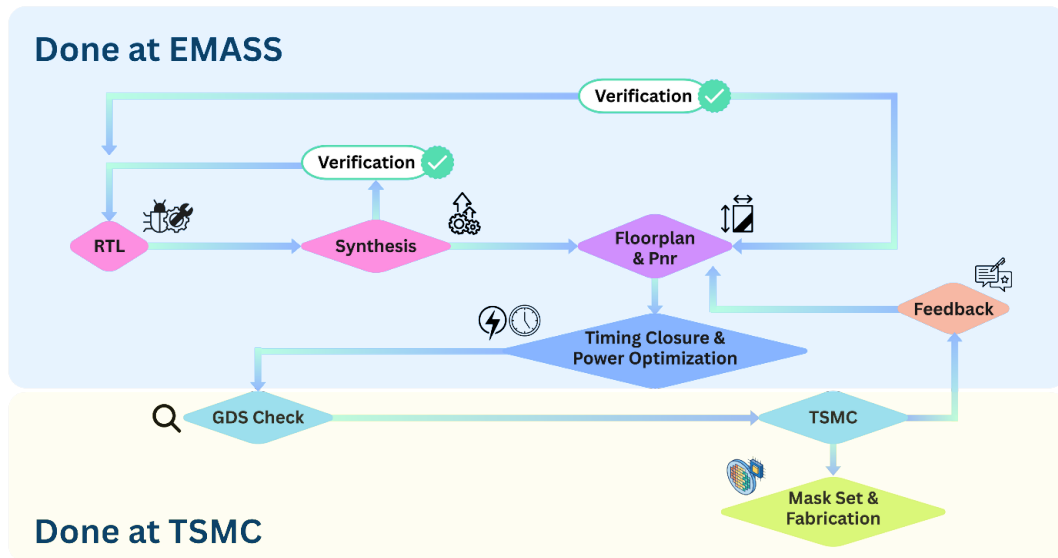 Done at EMASS
Verification
Verification
RTL
Synthesis
Floorplan
& Pnr
Feedback
Timing Closure &
Power Optimization
GDS Check
TSMC
Mask Set &
Fabrication
Done at TSMC